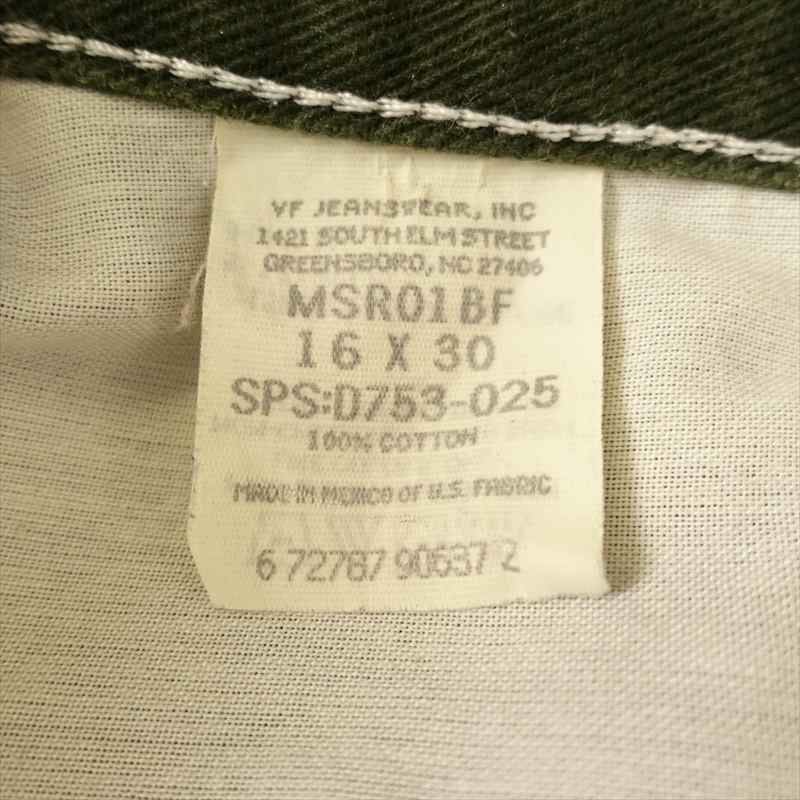 VF JEANSWEAR, INC
1421 SOUTH ELM STREET
GREENSBORO, NC 27406
MSR01BF
16 X 30
SPS:D753-025
100% COTTON
MADE IN MEXICO OF U.S. FABRIC
6 72787 90637 2